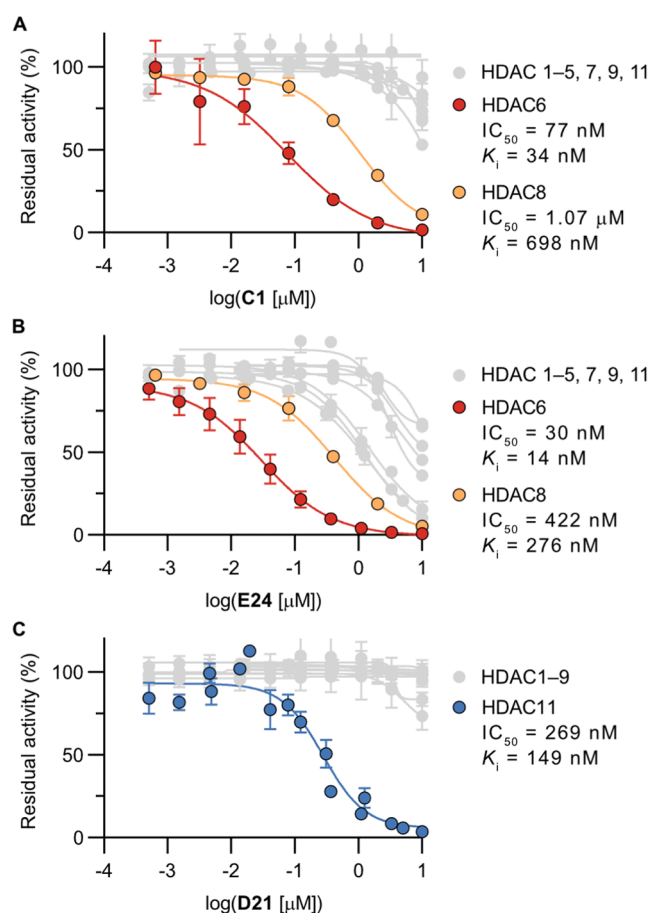 A
Residual activity (%)
100
50
0
-4 -3 -2 -1 0 1
log(C1 [μM])
HDAC 1–5, 7, 9, 11
HDAC6
IC50 = 77 nM
Ki = 34 nM
HDAC8
IC50 = 1.07 μM
Ki = 698 nM
B
Residual activity (%)
100
50
0
-4 -3 -2 -1 0 1
log(E24 [μM])
HDAC 1–5, 7, 9, 11
HDAC6
IC50 = 30 nM
Ki = 14 nM
HDAC8
IC50 = 422 nM
Ki = 276 nM
C
Residual activity (%)
100
50
0
-4 -3 -2 -1 0 1
log(D21 [μM])
HDAC1–9
HDAC11
IC50 = 269 nM
Ki = 149 nM